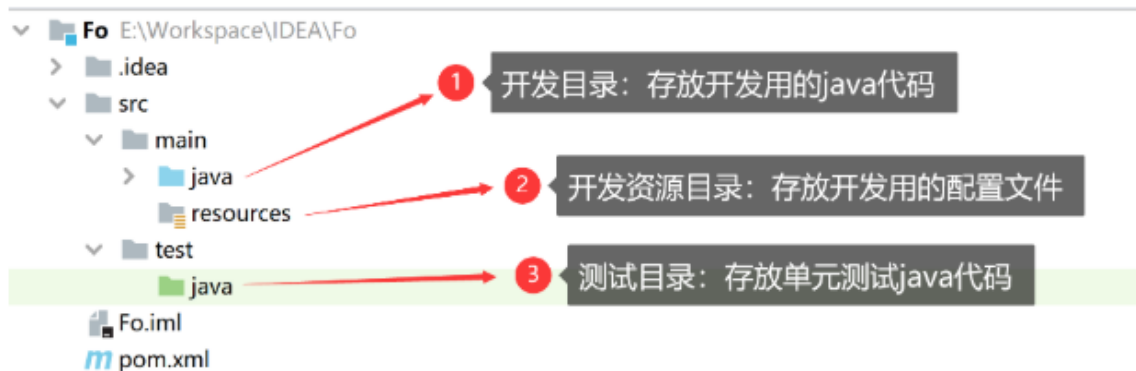 Fo E:\Workspace\IDEA\Fo
.idea
1 开发目录：存放开发用的java代码
src
main
java
2 开发资源目录：存放开发用的配置文件
resources
test
3 测试目录：存放单元测试java代码
java
Fo.iml
m pom.xml